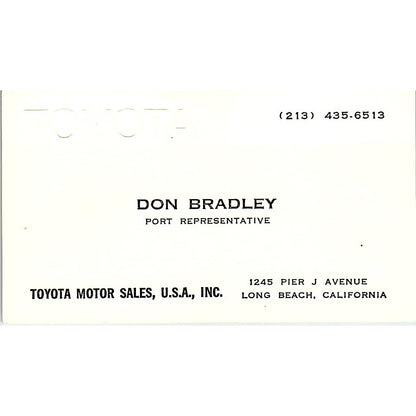 TOYOTA
(213) 435-6513
DON BRADLEY
PORT REPRESENTATIVE
TOYOTA MOTOR SALES, U.S.A., INC.
1245 PIER J AVENUE
LONG BEACH, CALIFORNIA